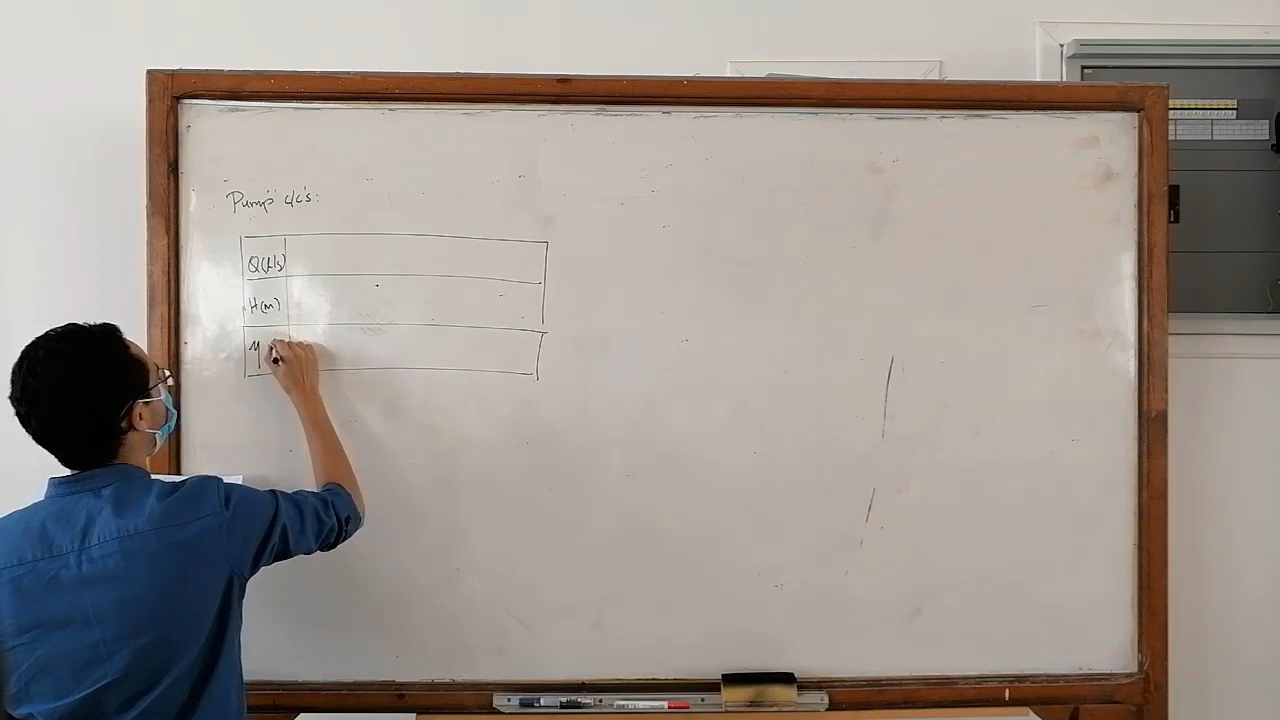 Pump's c/c's:
Q(L/s)
H(m)
η